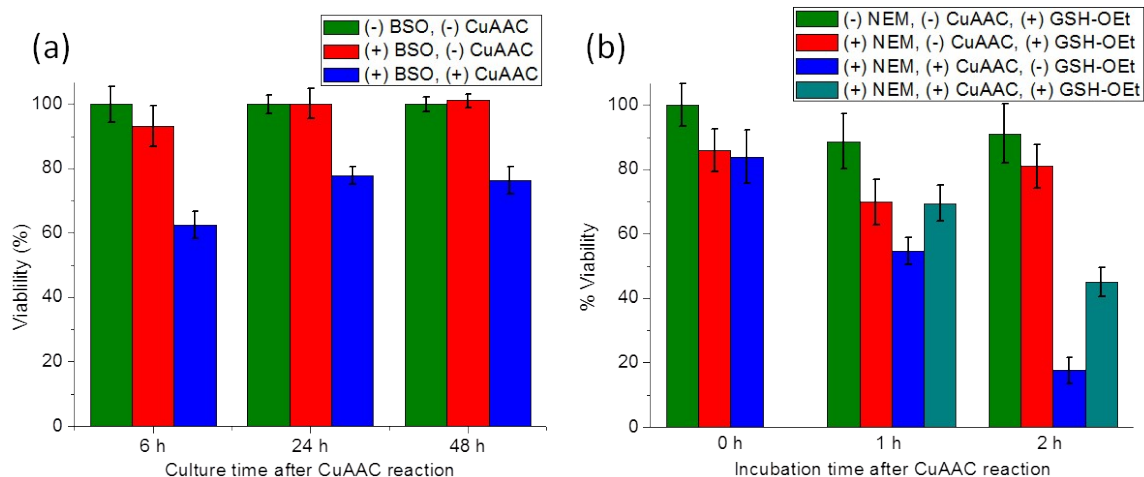 (a)
(-) BSO, (-) CuAAC
(+) BSO, (-) CuAAC
(+) BSO, (+) CuAAC
Viablility (%)
100
80
60
40
20
0
6 h
24 h
48 h
Culture time after CuAAC reaction
(b)
(-) NEM, (-) CuAAC, (+) GSH-OEt
(+) NEM, (-) CuAAC, (+) GSH-OEt
(+) NEM, (+) CuAAC, (-) GSH-OEt
(+) NEM, (+) CuAAC, (+) GSH-OEt
% Viability
100
80
60
40
20
0
0 h
1 h
2 h
Incubation time after CuAAC reaction